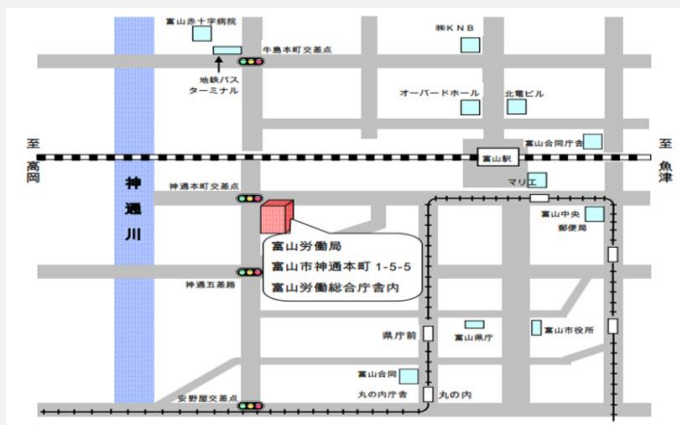 富山赤十字病院
㈱KNB
牛島本町交差点
地鉄バス
ターミナル
オーバードホール
北電ビル
富山合同庁舎
至高岡
富山駅
至魚津
神通川
マリエ
神通本町交差点
富山中央
郵便局
富山労働局
富山市神通本町 1-5-5
富山労働総合庁舎内
神通五差路
県庁前
富山県庁
富山市役所
富山合同
丸の内庁舎
丸の内
安野屋交差点